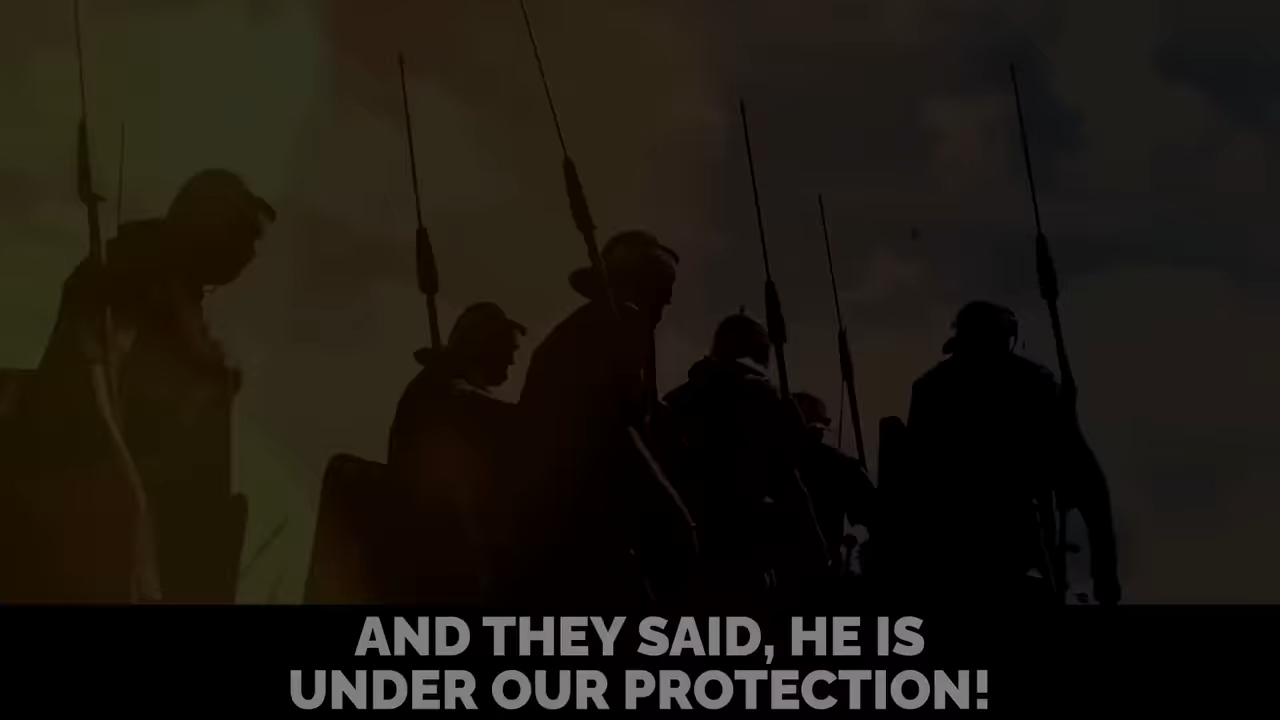 AND THEY SAID, HE IS
UNDER OUR PROTECTION!